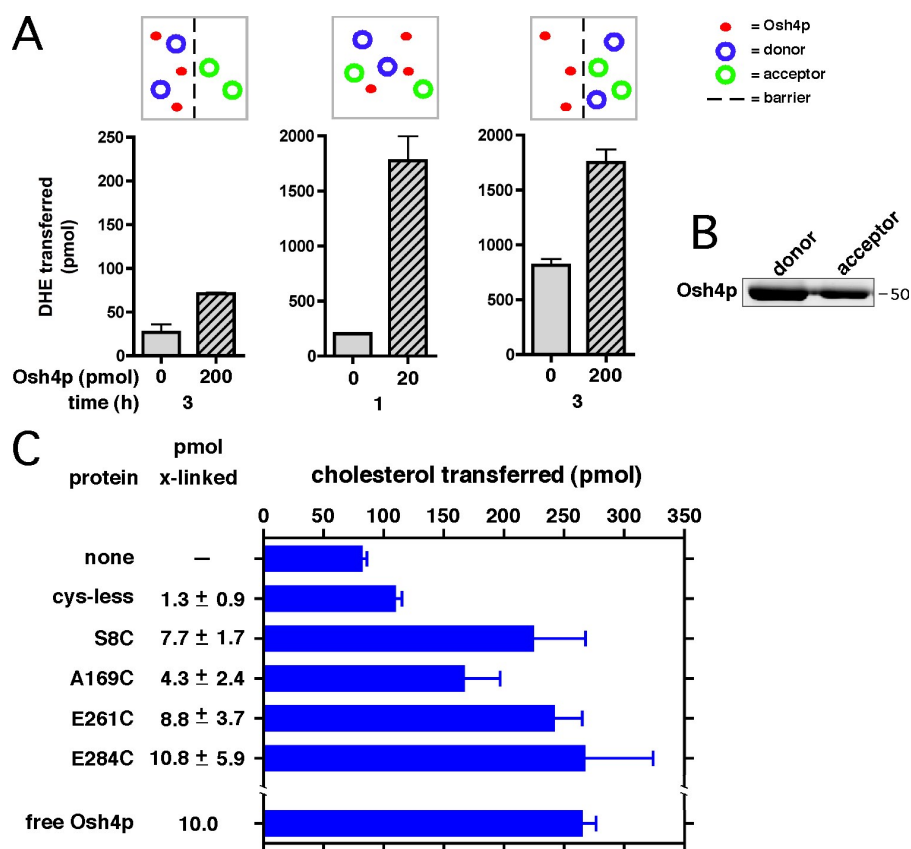 A
= Osh4p
= donor
= acceptor
= barrier
DHE transferred
(pmol)
250
200
150
100
50
0
2000
1500
1000
500
0
2000
1500
1000
500
0
Osh4p (pmol) 0 200 0 20 0 200
time (h) 3 1 3
B
donor acceptor
Osh4p
50
C
protein
pmol
x-linked
cholesterol transferred (pmol)
0 50 100 150 200 250 300 350
none —
cys-less 1.3 ± 0.9
S8C 7.7 ± 1.7
A169C 4.3 ± 2.4
E261C 8.8 ± 3.7
E284C 10.8 ± 5.9
free Osh4p 10.0